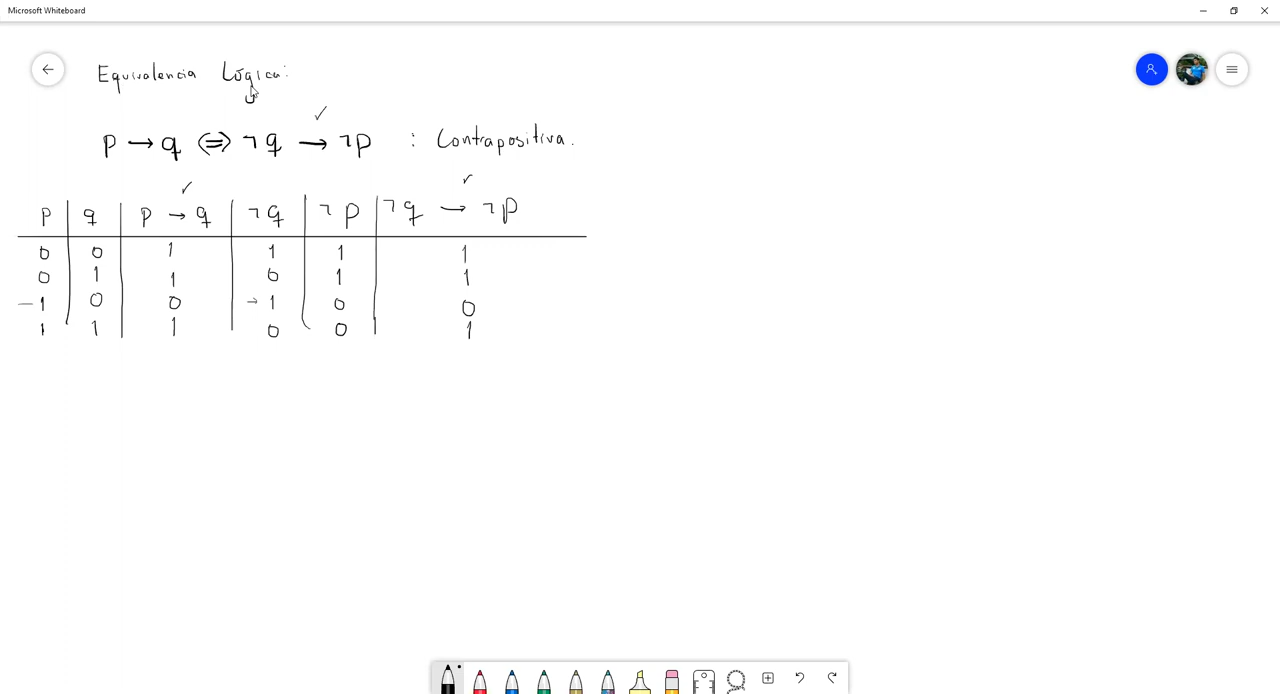 Microsoft Whiteboard
Equivalencia Lógica:
p → q ⇔ ¬q → ¬p : Contrapositiva.
p q p → q ¬q ¬p ¬q → ¬p
0 0 1 1 1 1
0 1 1 0 1 1
1 0 0 → 1 0 0
1 1 1 0 0 1